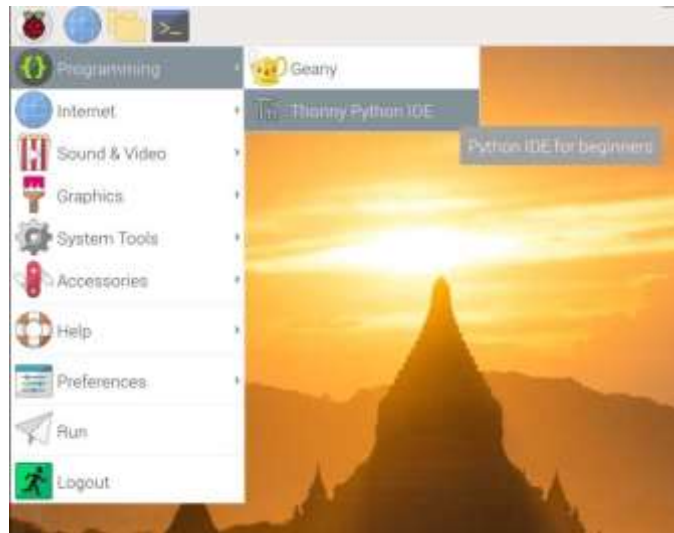 Programming
Geany
Internet
Thonny Python IDE
Sound & Video
Python IDE for beginners
Graphics
System Tools
Accessories
Help
Preferences
Run
Logout